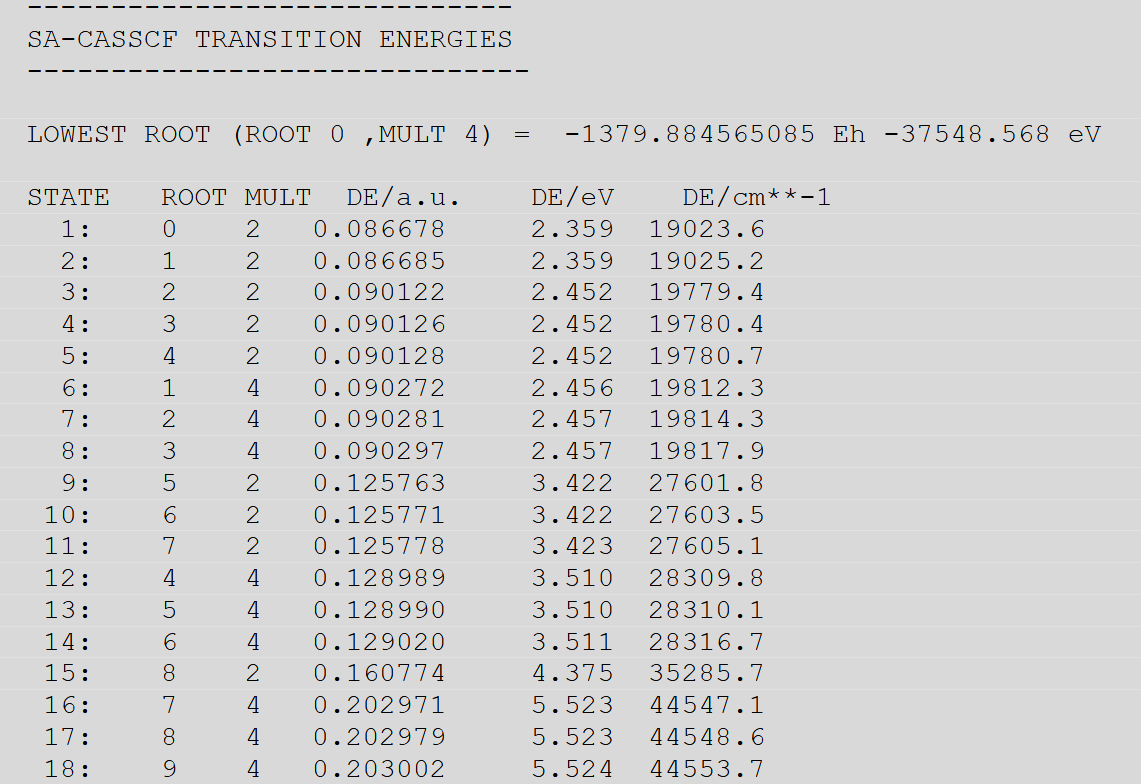 -----------------------------
SA-CASSCF TRANSITION ENERGIES
------------------------------
LOWEST ROOT (ROOT 0 ,MULT 4) =  -1379.884565085 Eh -37548.568 eV
STATE   ROOT MULT  DE/a.u.    DE/eV    DE/cm**-1
1:    0    2   0.086678     2.359  19023.6
2:    1    2   0.086685     2.359  19025.2
3:    2    2   0.090122     2.452  19779.4
4:    3    2   0.090126     2.452  19780.4
5:    4    2   0.090128     2.452  19780.7
6:    1    4   0.090272     2.456  19812.3
7:    2    4   0.090281     2.457  19814.3
8:    3    4   0.090297     2.457  19817.9
9:    5    2   0.125763     3.422  27601.8
10:    6    2   0.125771     3.422  27603.5
11:    7    2   0.125778     3.423  27605.1
12:    4    4   0.128989     3.510  28309.8
13:    5    4   0.128990     3.510  28310.1
14:    6    4   0.129020     3.511  28316.7
15:    8    2   0.160774     4.375  35285.7
16:    7    4   0.202971     5.523  44547.1
17:    8    4   0.202979     5.523  44548.6
18:    9    4   0.203002     5.524  44553.7